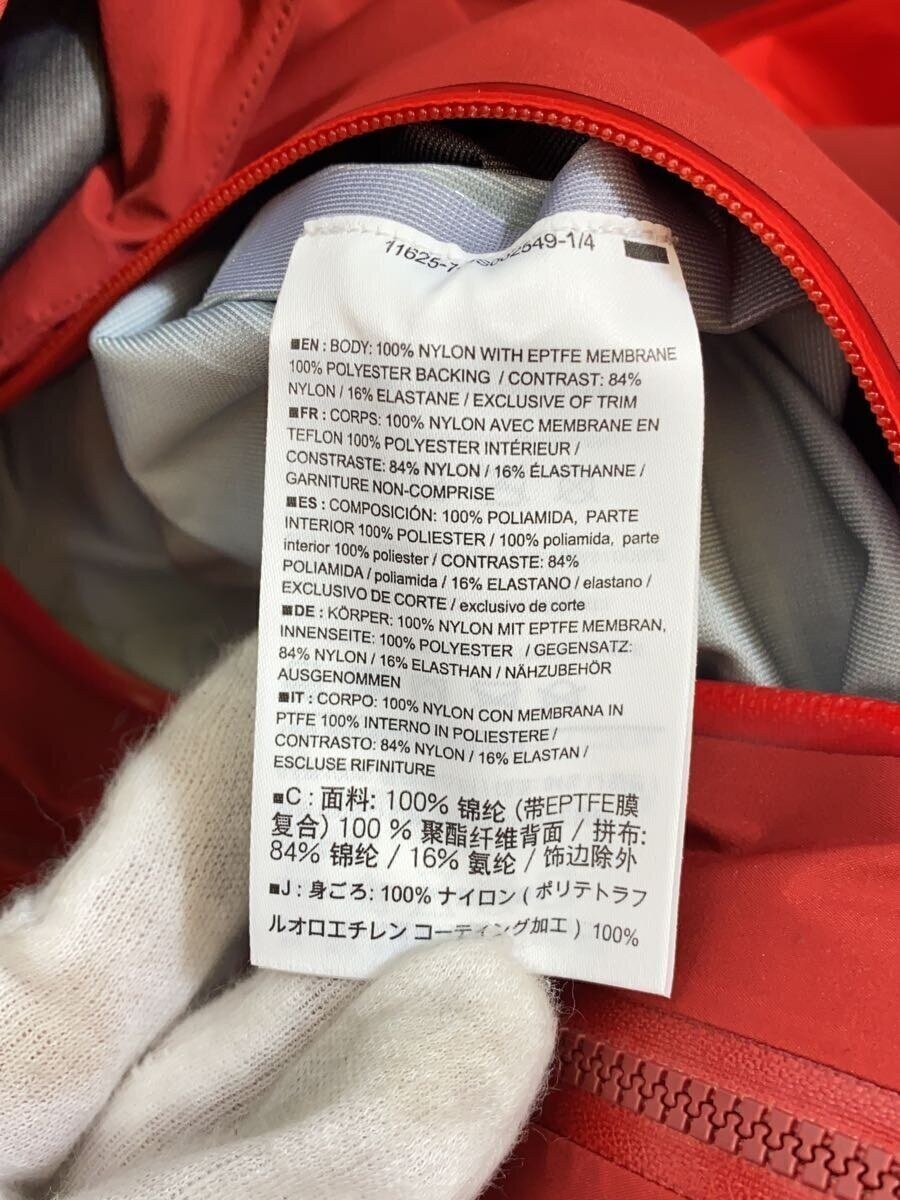 11625-1 S002549-1/4
■EN : BODY: 100% NYLON WITH EPTFE MEMBRANE
100% POLYESTER BACKING / CONTRAST: 84%
NYLON / 16% ELASTANE / EXCLUSIVE OF TRIM
■FR : CORPS: 100% NYLON AVEC MEMBRANE EN
TEFLON 100% POLYESTER INTÉRIEUR /
CONSTRASTE: 84% NYLON / 16% ÉLASTHANNE /
GARNITURE NON-COMPRISE
■ES : COMPOSICIÓN: 100% POLIAMIDA, PARTE
INTERIOR 100% POLIESTER / 100% poliamida, parte
interior 100% poliester / CONTRASTE: 84%
POLIAMIDA / poliamida / 16% ELASTANO / elastano /
EXCLUSIVO DE CORTE / exclusivo de corte
■DE : KÖRPER: 100% NYLON MIT EPTFE MEMBRAN,
INNENSEITE: 100% POLYESTER / GEGENSATZ:
84% NYLON / 16% ELASTHAN / NÄHZUBEHÖR
AUSGENOMMEN
■IT : CORPO: 100% NYLON CON MEMBRANA IN
PTFE 100% INTERNO IN POLIESTERE /
CONTRASTO: 84% NYLON / 16% ELASTAN /
ESCLUSE RIFINITURE
■C : 面料: 100% 锦纶 (带EPTFE膜
复合) 100 % 聚酯纤维背面 / 拼布:
84% 锦纶 / 16% 氨纶 / 饰边除外
■J : 身ごろ: 100% ナイロン ( ポリテトラフ
ルオロエチレン コーティング加工 ) 100%